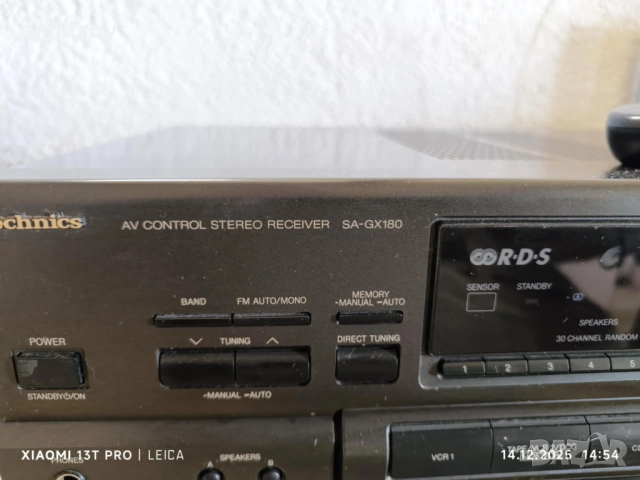 AV CONTROL STEREO RECEIVER SA-GX180
R·D·S
SENSOR STANDBY
SPEAKERS
30 CHANNEL RANDOM
1 2 3 4 5
BAND FM AUTO/MONO
MEMORY
-MANUAL =AUTO
TUNING DIRECT TUNING
-MANUAL =AUTO
POWER
STANDBY⏻/ON
PHONES
SPEAKERS
A B
VCR 1
XIAOMI 13T PRO | LEICA
14.12.2025 14:54